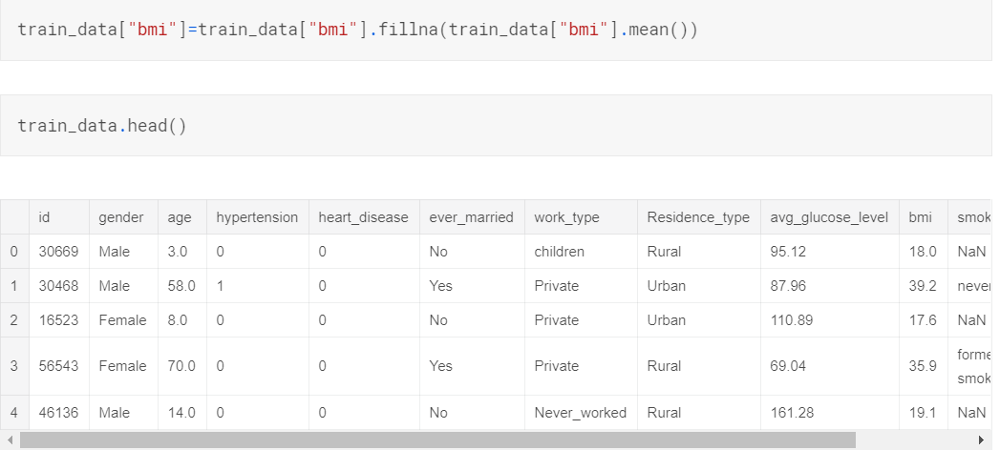 train_data["bmi"]=train_data["bmi"].fillna(train_data["bmi"].mean())
train_data.head()
id gender age hypertension heart_disease ever_married work_type Residence_type avg_glucose_level bmi smok
0 30669 Male 3.0 0 0 No children Rural 95.12 18.0 NaN
1 30468 Male 58.0 1 0 Yes Private Urban 87.96 39.2 never
2 16523 Female 8.0 0 0 No Private Urban 110.89 17.6 NaN
3 56543 Female 70.0 0 0 Yes Private Rural 69.04 35.9 forme
smok
4 46136 Male 14.0 0 0 No Never_worked Rural 161.28 19.1 NaN